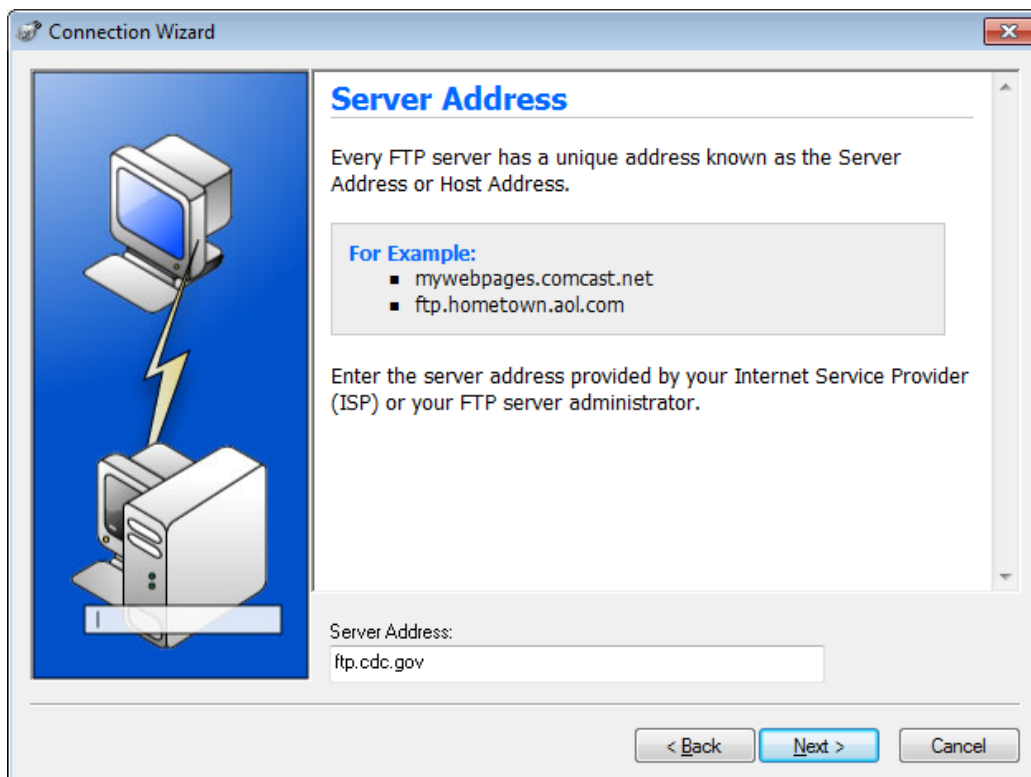 Connection Wizard
Server Address
Every FTP server has a unique address known as the Server
Address or Host Address.
For Example:
mywebpages.comcast.net
ftp.hometown.aol.com
Enter the server address provided by your Internet Service Provider
(ISP) or your FTP server administrator.
Server Address:
ftp.cdc.gov
< Back
Next >
Cancel